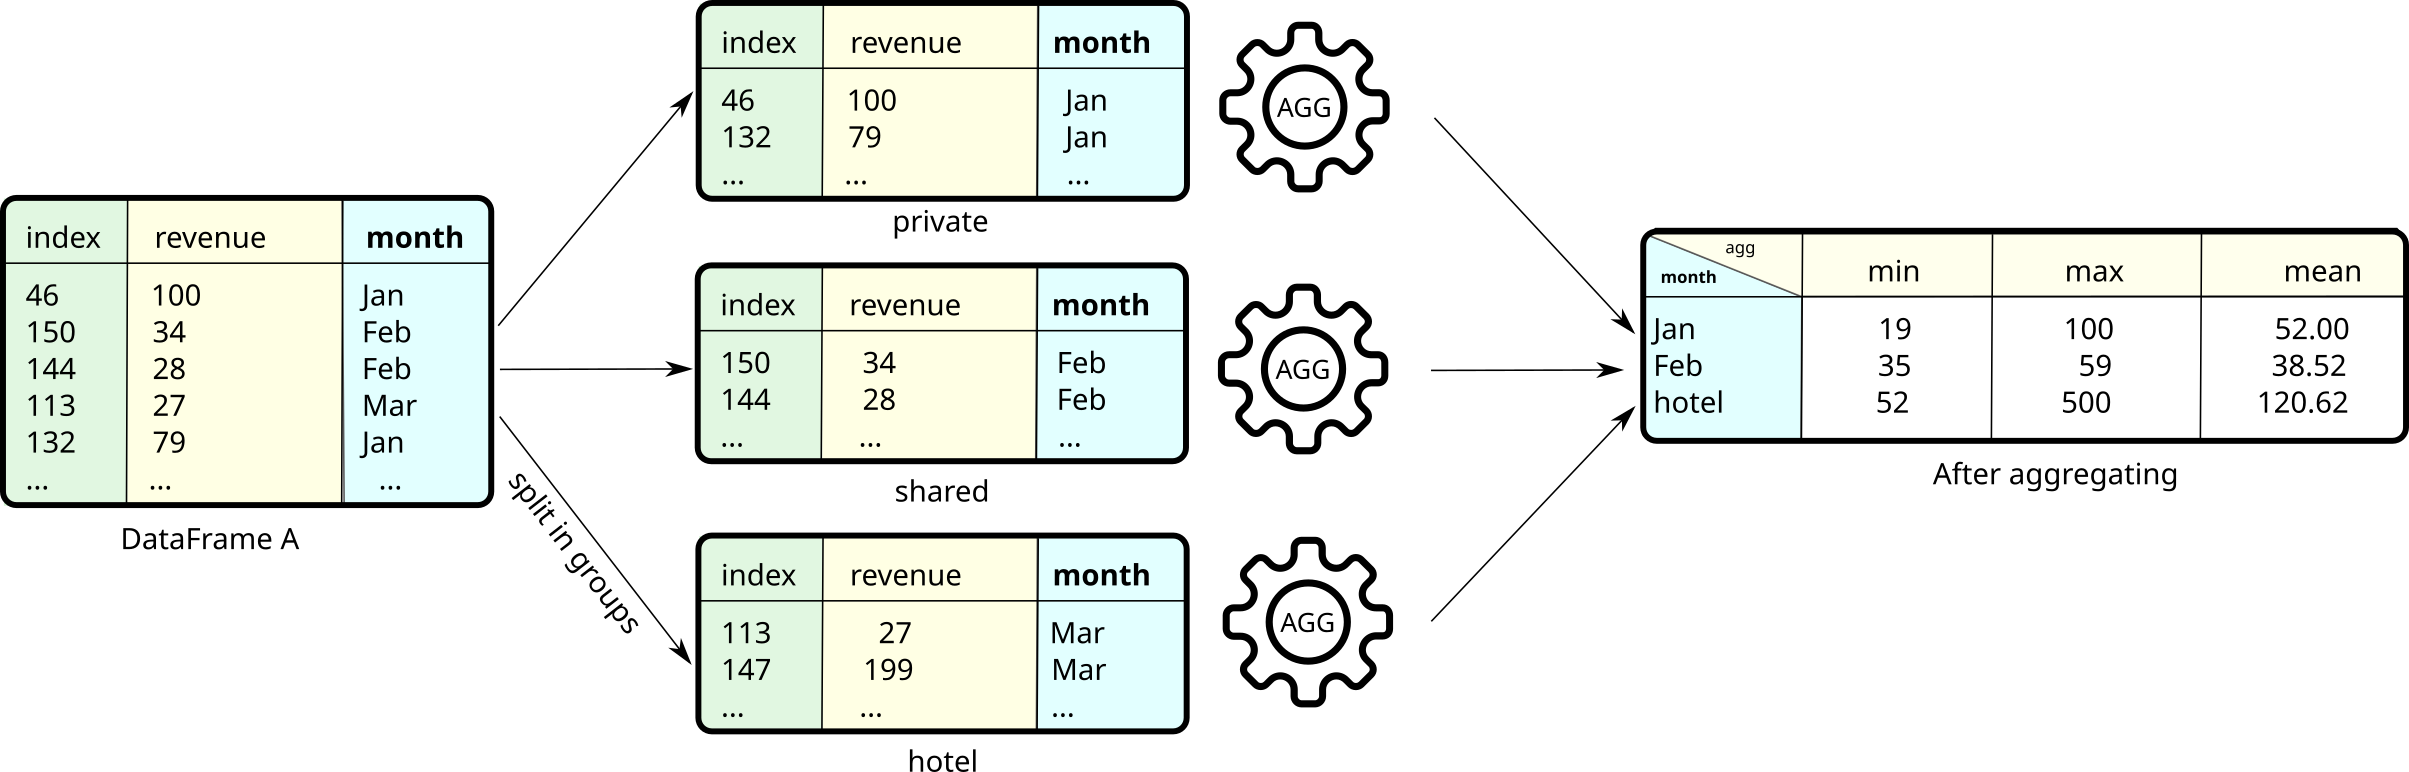 index revenue month
46 100 Jan
150 34 Feb
144 28 Feb
113 27 Mar
132 79 Jan
... ... ...
DataFrame A
split in groups
index revenue month
46 100 Jan
132 79 Jan
... ... ...
private
AGG
index revenue month
150 34 Feb
144 28 Feb
... ... ...
shared
AGG
index revenue month
113 27 Mar
147 199 Mar
... ... ...
hotel
AGG
agg
month min max mean
Jan 19 100 52.00
Feb 35 59 38.52
hotel 52 500 120.62
After aggregating